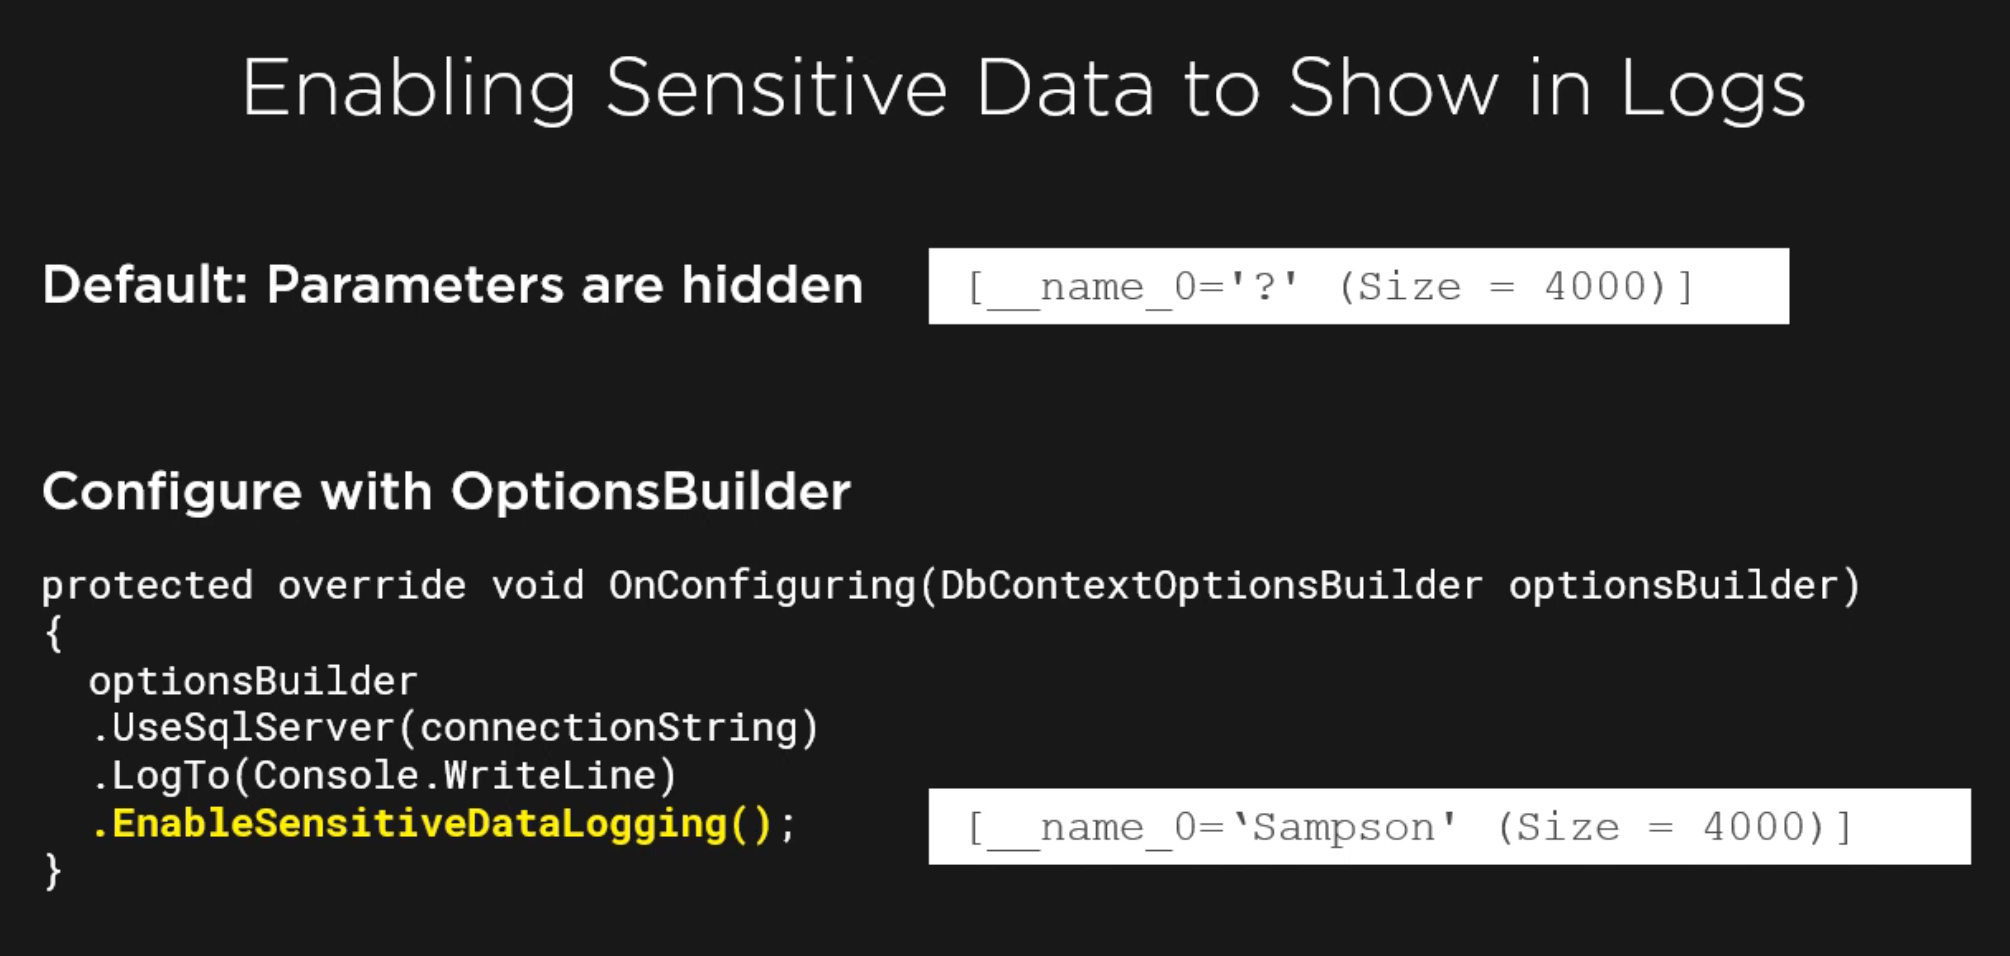 Enabling Sensitive Data to Show in Logs
Default: Parameters are hidden
[__name_0='?' (Size = 4000)]
Configure with OptionsBuilder
protected override void OnConfiguring(DbContextOptionsBuilder optionsBuilder)
{
  optionsBuilder
  .UseSqlServer(connectionString)
  .LogTo(Console.WriteLine)
  .EnableSensitiveDataLogging();
[__name_0=‵Sampson' (Size = 4000)]
}